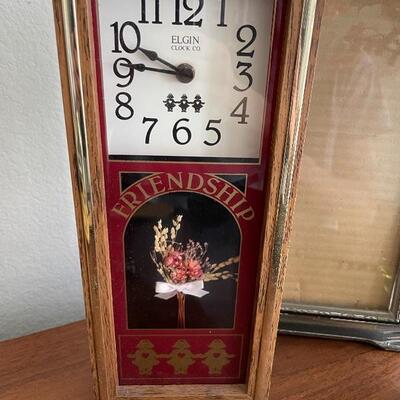 11 12 1
10 2
ELGIN
CLOCK CO.
9 3
8 4
7 6 5
FRIENDSHIP